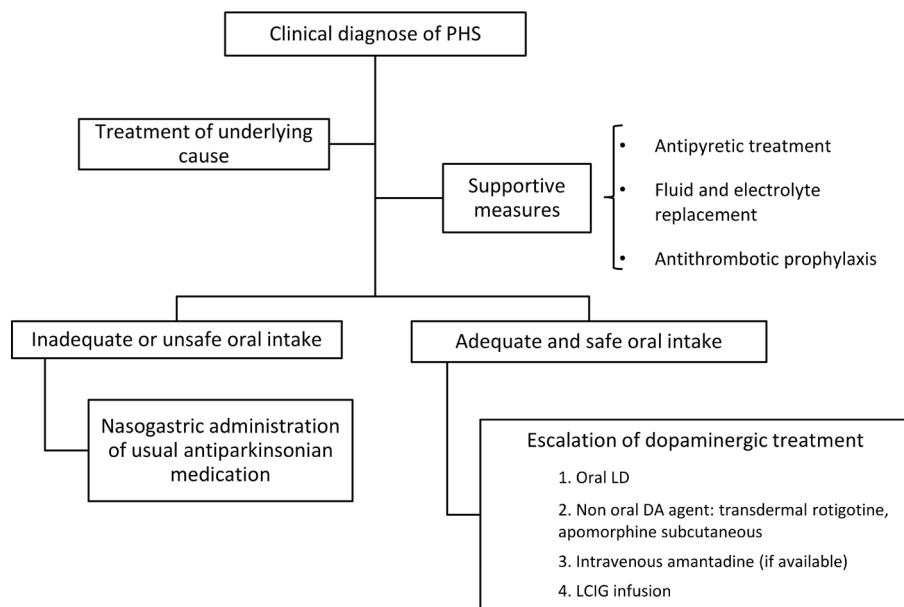 Clinical diagnose of PHS
Treatment of underlying
cause
Supportive
measures
• Antipyretic treatment
• Fluid and electrolyte
replacement
• Antithrombotic prophylaxis
Inadequate or unsafe oral intake
Adequate and safe oral intake
Nasogastric administration
of usual antiparkinsonian
medication
Escalation of dopaminergic treatment
1. Oral LD
2. Non oral DA agent: transdermal rotigotine,
apomorphine subcutaneous
3. Intravenous amantadine (if available)
4. LCIG infusion